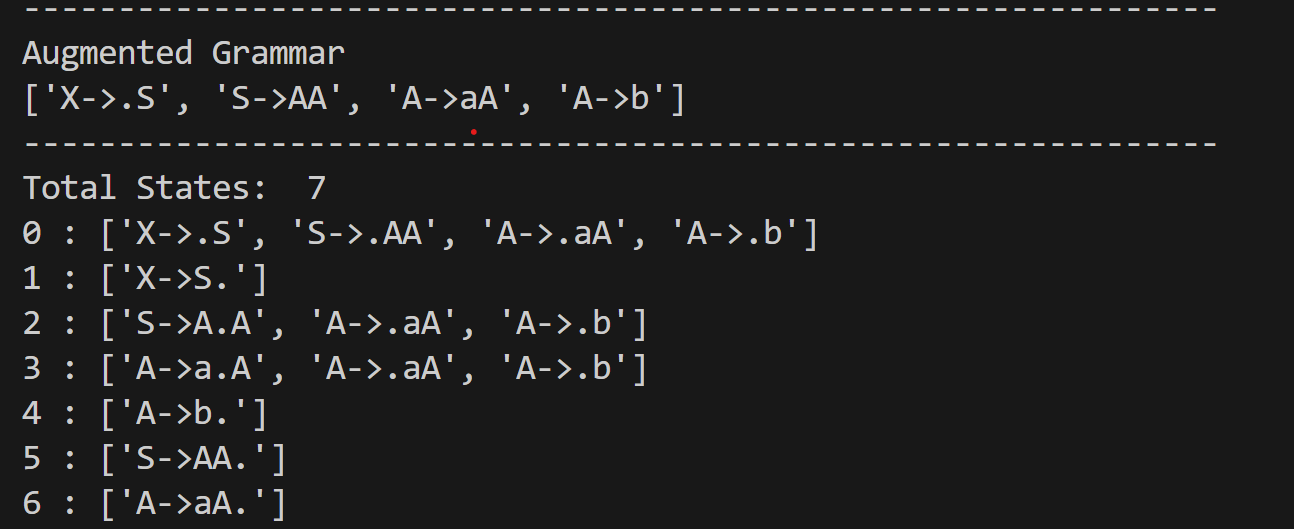 ---------------------------------------------------------------
Augmented Grammar
['X->.S', 'S->AA', 'A->aA', 'A->b']
---------------------------------------------------------------
Total States:  7
0 : ['X->.S', 'S->.AA', 'A->.aA', 'A->.b']
1 : ['X->S.']
2 : ['S->A.A', 'A->.aA', 'A->.b']
3 : ['A->a.A', 'A->.aA', 'A->.b']
4 : ['A->b.']
5 : ['S->AA.']
6 : ['A->aA.']